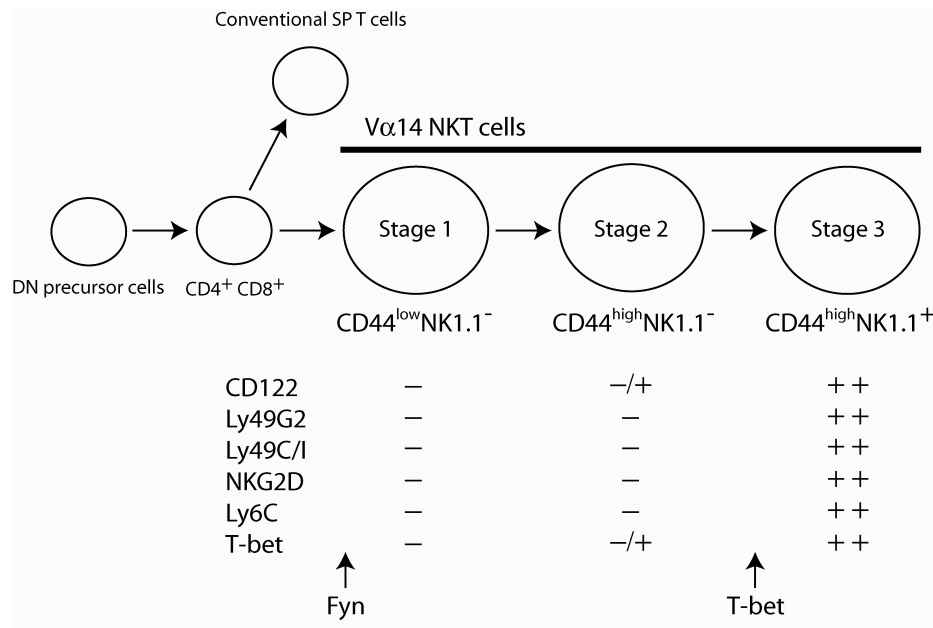 Conventional SP T cells
Vα14 NKT cells
Stage 1 Stage 2 Stage 3
DN precursor cells CD4⁺ CD8⁺
CD44ˡᵒʷNK1.1⁻ CD44ʰⁱᵍʰNK1.1⁻ CD44ʰⁱᵍʰNK1.1⁺
CD122 − −/+ ++
Ly49G2 − − ++
Ly49C/I − − ++
NKG2D − − ++
Ly6C − − ++
T-bet − −/+ ++
Fyn T-bet